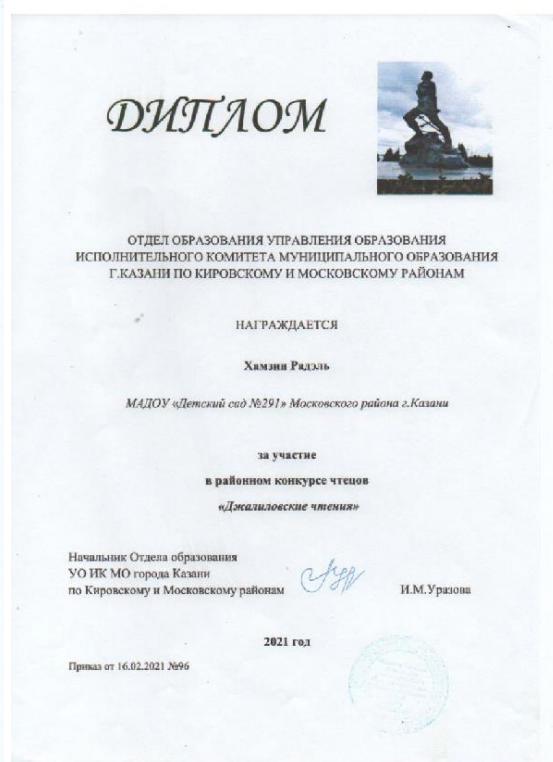 ДИПЛОМ
ОТДЕЛ ОБРАЗОВАНИЯ УПРАВЛЕНИЯ ОБРАЗОВАНИЯ
ИСПОЛНИТЕЛЬНОГО КОМИТЕТА МУНИЦИПАЛЬНОГО ОБРАЗОВАНИЯ
Г.КАЗАНИ ПО КИРОВСКОМУ И МОСКОВСКОМУ РАЙОНАМ
НАГРАЖДАЕТСЯ
Хамзин Радэль
МАДОУ «Детский сад №291» Московского района г.Казани
за участие
в районном конкурсе чтецов
«Джалиловские чтения»
Начальник Отдела образования
УО ИК МО города Казани
по Кировскому и Московскому районам
И.М.Уразова
2021 год
Приказ от 16.02.2021 №96